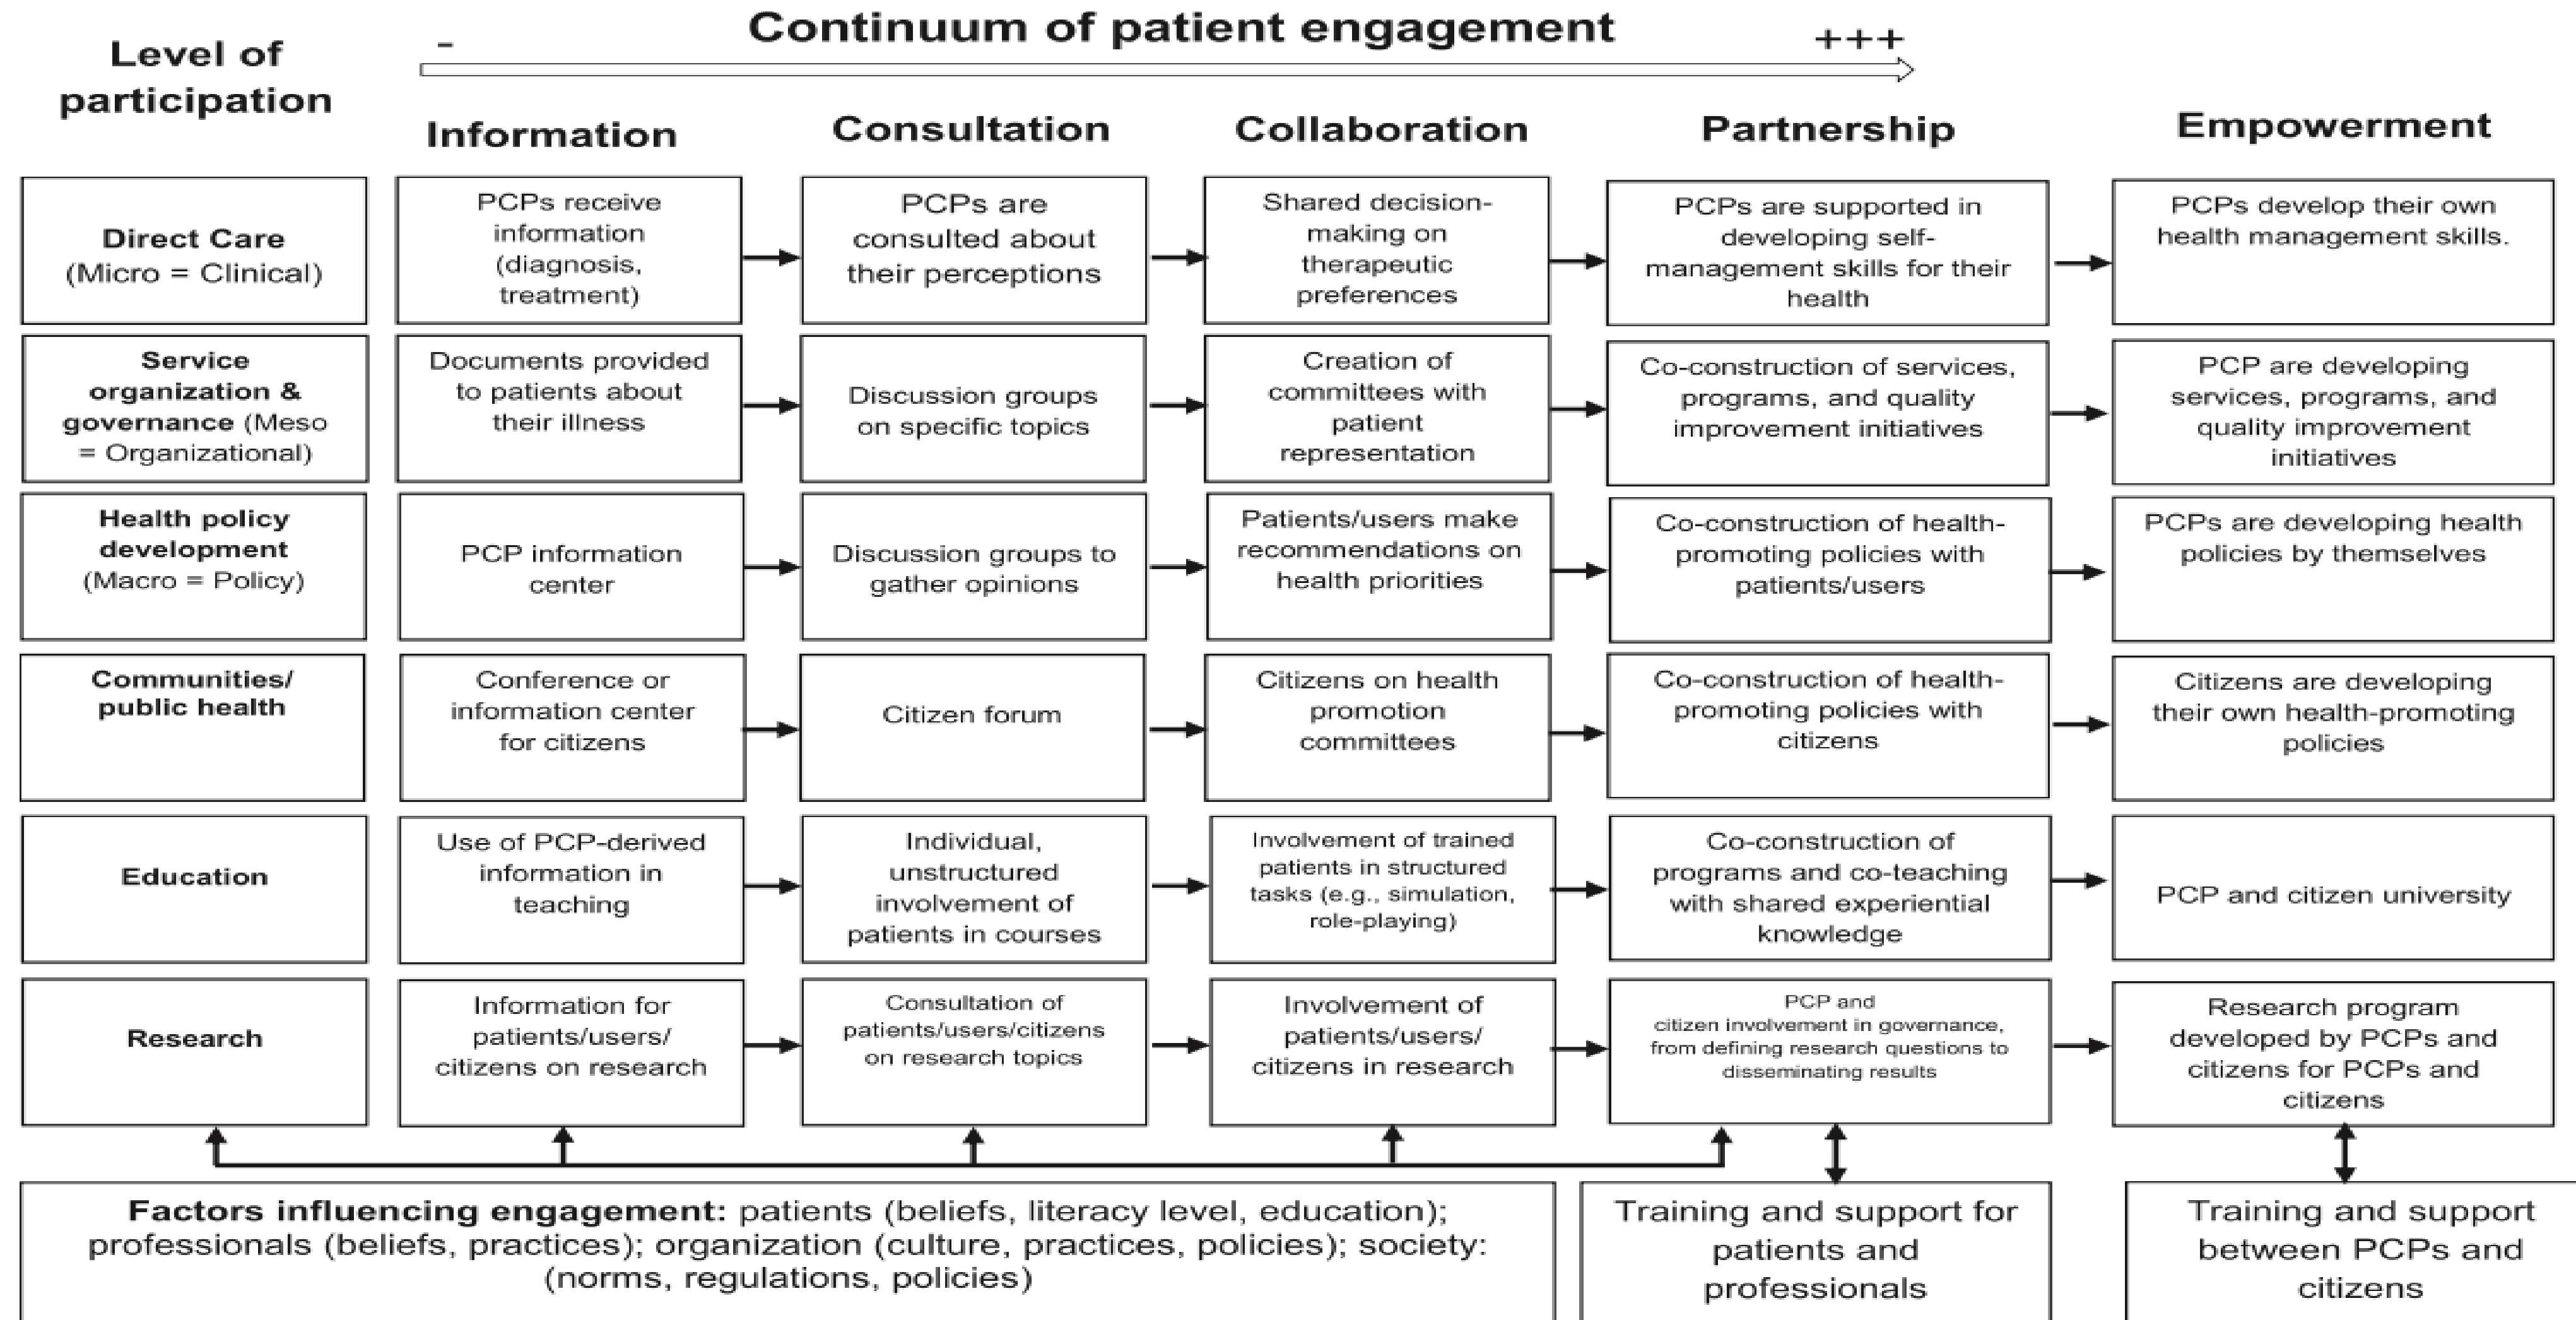 Continuum of patient engagement
-
+++
Level of
participation
Information
Consultation
Collaboration
Partnership
Empowerment
Direct Care
(Micro = Clinical)
PCPs receive
information
(diagnosis,
treatment)
PCPs are
consulted about
their perceptions
Shared decision-
making on
therapeutic
preferences
PCPs are supported in
developing self-
management skills for their
health
PCPs develop their own
health management skills.
Service
organization &
governance (Meso
= Organizational)
Documents provided
to patients about
their illness
Discussion groups
on specific topics
Creation of
committees with
patient
representation
Co-construction of services,
programs, and quality
improvement initiatives
PCP are developing
services, programs, and
quality improvement
initiatives
Health policy
development
(Macro = Policy)
PCP information
center
Discussion groups to
gather opinions
Patients/users make
recommendations on
health priorities
Co-construction of health-
promoting policies with
patients/users
PCPs are developing health
policies by themselves
Communities/
public health
Conference or
information center
for citizens
Citizen forum
Citizens on health
promotion
committees
Co-construction of health-
promoting policies with
citizens
Citizens are developing
their own health-promoting
policies
Education
Use of PCP-derived
information in
teaching
Individual,
unstructured
involvement of
patients in courses
Involvement of trained
patients in structured
tasks (e.g., simulation,
role-playing)
Co-construction of
programs and co-teaching
with shared experiential
knowledge
PCP and citizen university
Research
Information for
patients/users/
citizens on research
Consultation of
patients/users/citizens
on research topics
Involvement of
patients/users/
citizens in research
PCP and
citizen involvement in governance,
from defining research questions to
disseminating results
Research program
developed by PCPs and
citizens for PCPs and
citizens
Factors influencing engagement: patients (beliefs, literacy level, education);
professionals (beliefs, practices); organization (culture, practices, policies); society:
(norms, regulations, policies)
Training and support for
patients and
professionals
Training and support
between PCPs and
citizens